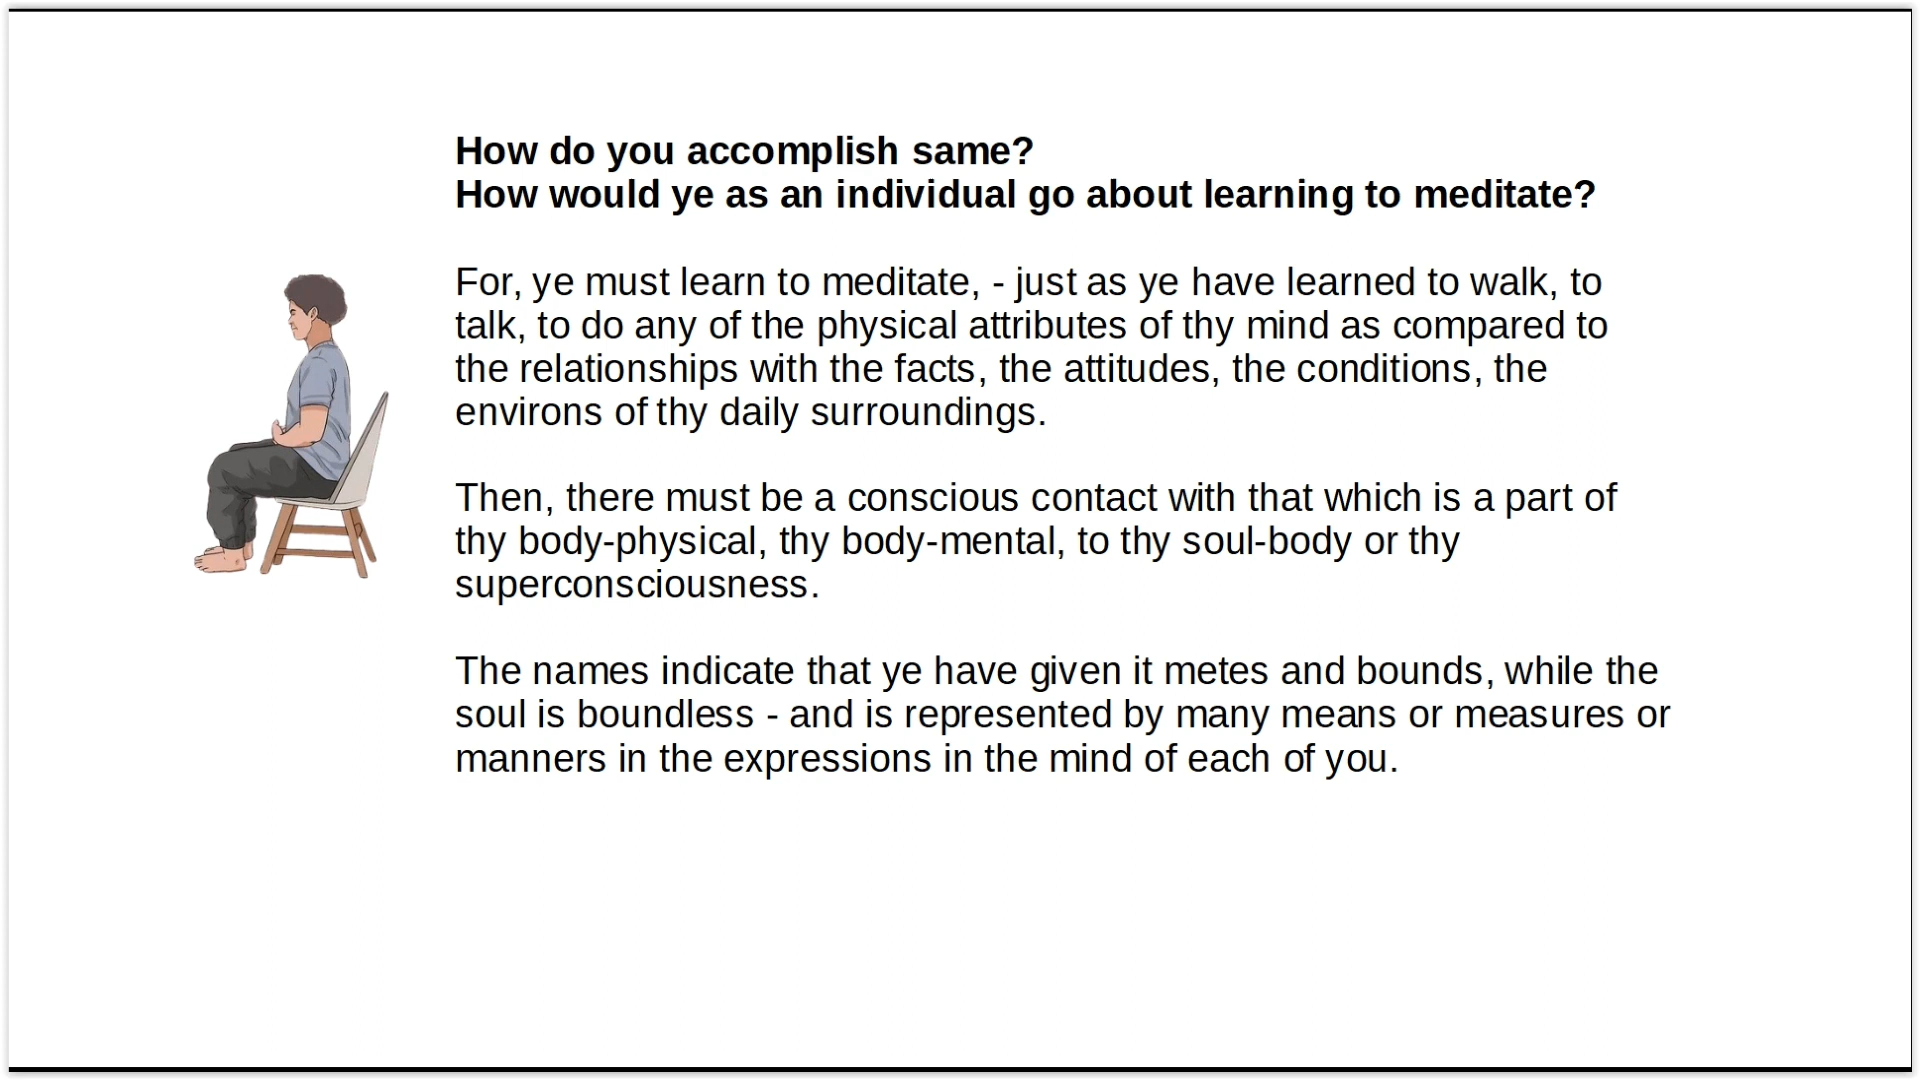 How do you accomplish same?
How would ye as an individual go about learning to meditate?
For, ye must learn to meditate, - just as ye have learned to walk, to
talk, to do any of the physical attributes of thy mind as compared to
the relationships with the facts, the attitudes, the conditions, the
environs of thy daily surroundings.
Then, there must be a conscious contact with that which is a part of
thy body-physical, thy body-mental, to thy soul-body or thy
superconsciousness.
The names indicate that ye have given it metes and bounds, while the
soul is boundless - and is represented by many means or measures or
manners in the expressions in the mind of each of you.